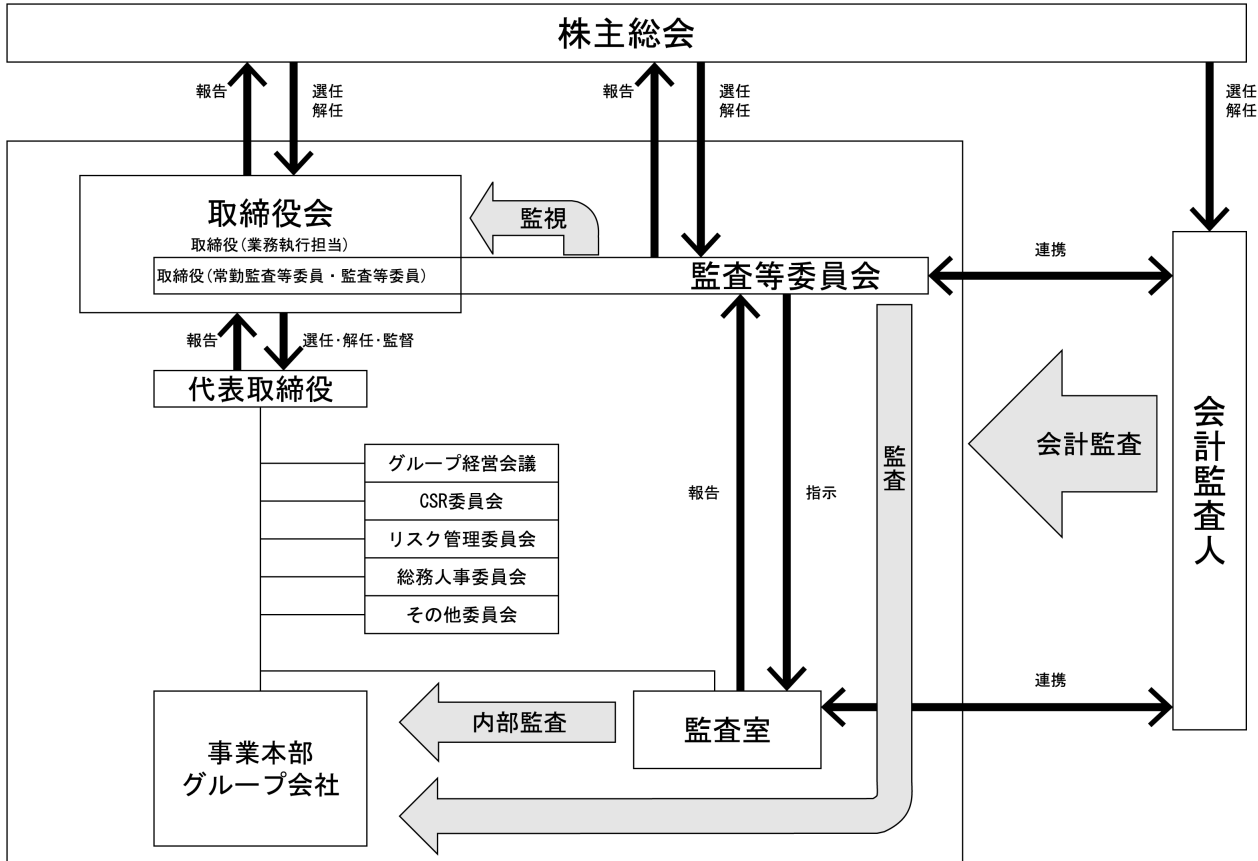 株主総会
報告
選任
解任
報告
選任
解任
選任
解任
取締役会
取締役(業務執行担当)
取締役(常勤監査等委員・監査等委員)
監視
監査等委員会
連携
報告
選任・解任・監督
代表取締役
グループ経営会議
CSR委員会
リスク管理委員会
総務人事委員会
その他委員会
報告
指示
監査
会計監査
会計監査人
連携
内部監査
監査室
事業本部
グループ会社